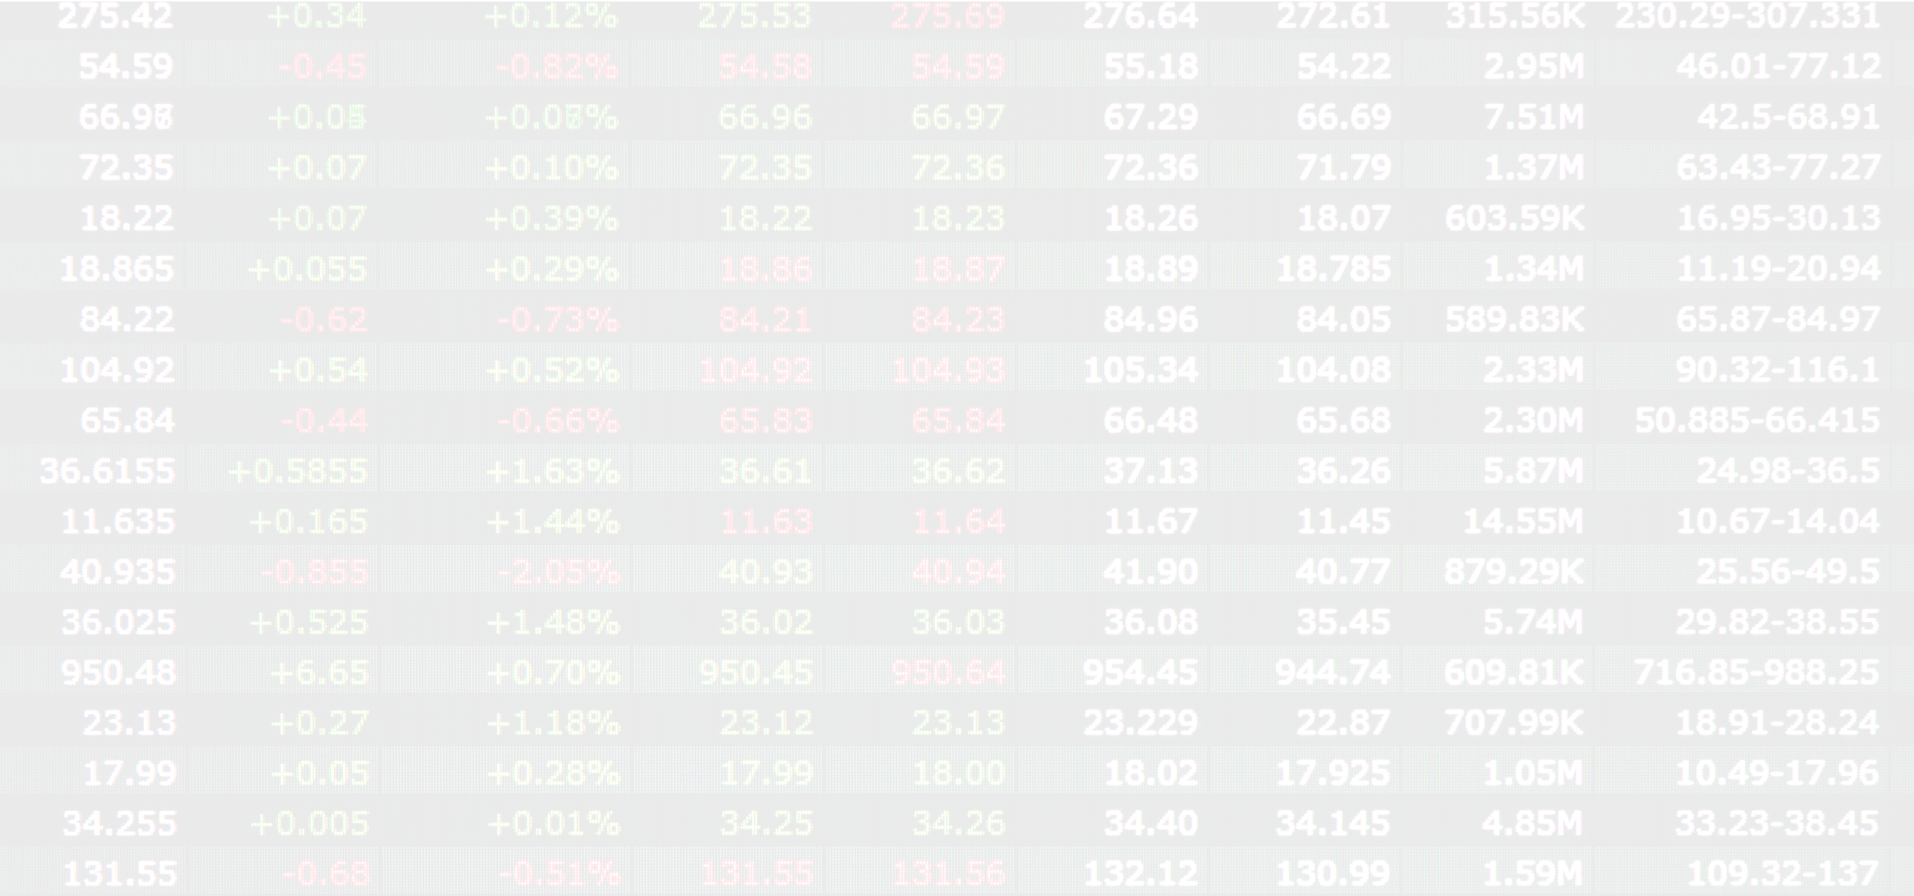 275.42 +0.34 +0.12% 275.53 275.69 276.64 272.61 315.56K 230.29-307.331
54.59 -0.45 -0.82% 54.58 54.59 55.18 54.22 2.95M 46.01-77.12
66.96 66.97 67.29 66.69 7.51M 42.5-68.91
72.35 +0.07 +0.10% 72.35 72.36 72.36 71.79 1.37M 63.43-77.27
18.22 +0.07 +0.39% 18.22 18.23 18.26 18.07 603.59K 16.95-30.13
18.865 +0.055 +0.29% 18.86 18.87 18.89 18.785 1.34M 11.19-20.94
84.22 -0.62 -0.73% 84.21 84.23 84.96 84.05 589.83K 65.87-84.97
104.92 +0.54 +0.52% 104.92 104.93 105.34 104.08 2.33M 90.32-116.1
65.84 -0.44 -0.66% 65.83 65.84 66.48 65.68 2.30M 50.885-66.415
36.6155 +0.5855 +1.63% 36.61 36.62 37.13 36.26 5.87M 24.98-36.5
11.635 +0.165 +1.44% 11.63 11.64 11.67 11.45 14.55M 10.67-14.04
40.935 -0.855 -2.05% 40.93 40.94 41.90 40.77 879.29K 25.56-49.5
36.025 +0.525 +1.48% 36.02 36.03 36.08 35.45 5.74M 29.82-38.55
950.48 +6.65 +0.70% 950.45 950.64 954.45 944.74 609.81K 716.85-988.25
23.13 +0.27 +1.18% 23.12 23.13 23.229 22.87 707.99K 18.91-28.24
17.99 +0.05 +0.28% 17.99 18.00 18.02 17.925 1.05M 10.49-17.96
34.255 +0.005 +0.01% 34.25 34.26 34.40 34.145 4.85M 33.23-38.45
131.55 -0.68 -0.51% 131.55 131.56 132.12 130.99 1.59M 109.32-137